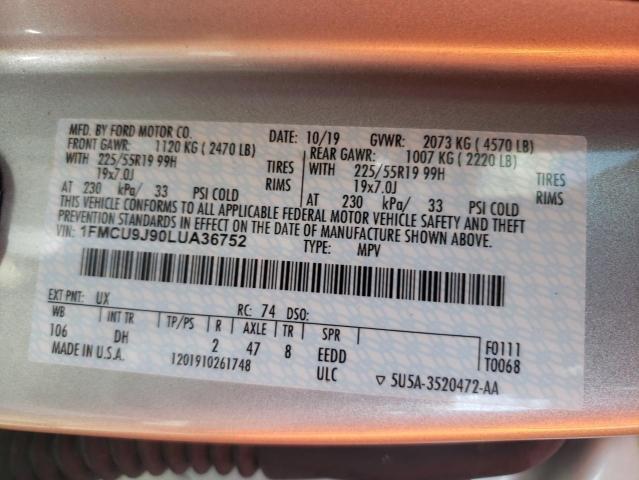 MFD. BY FORD MOTOR CO. DATE: 10/19 GVWR: 2073 KG ( 4570 LB)
FRONT GAWR: 1120 KG ( 2470 LB) REAR GAWR: 1007 KG ( 2220 LB)
WITH 225/55R19 99H TIRES WITH 225/55R19 99H TIRES
19x7.0J RIMS 19x7.0J RIMS
AT 230 kPa/ 33 PSI COLD AT 230 kPa/ 33 PSI COLD
THIS VEHICLE CONFORMS TO ALL APPLICABLE FEDERAL MOTOR VEHICLE SAFETY AND THEFT
PREVENTION STANDARDS IN EFFECT ON THE DATE OF MANUFACTURE SHOWN ABOVE.
VIN: 1FMCU9J90LUA36752 TYPE: MPV
EXT PNT: UX RC: 74 DSO:
WB INT TR TP/PS R AXLE TR SPR
106 DH 2 47 8 EEDD F0111
MADE IN U.S.A. 1201910261748 ULC T0068
▽ 5U5A-3520472-AA